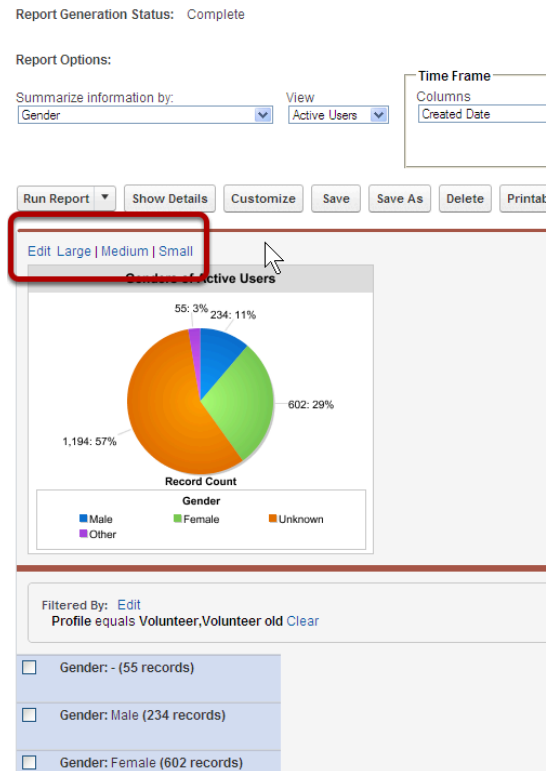 Report Generation Status: Complete
Report Options:
Time Frame
Summarize information by: View Columns
Gender Active Users Created Date
Run Report Show Details Customize Save Save As Delete
Edit Large | Medium | Small
Genders of Active Users
55: 3% 234: 11%
602: 29%
1,194: 57%
Record Count
Gender
Male Female Unknown
Other
Filtered By: Edit
Profile equals Volunteer,Volunteer old Clear
Gender: - (55 records)
Gender: Male (234 records)
Gender: Female (602 records)